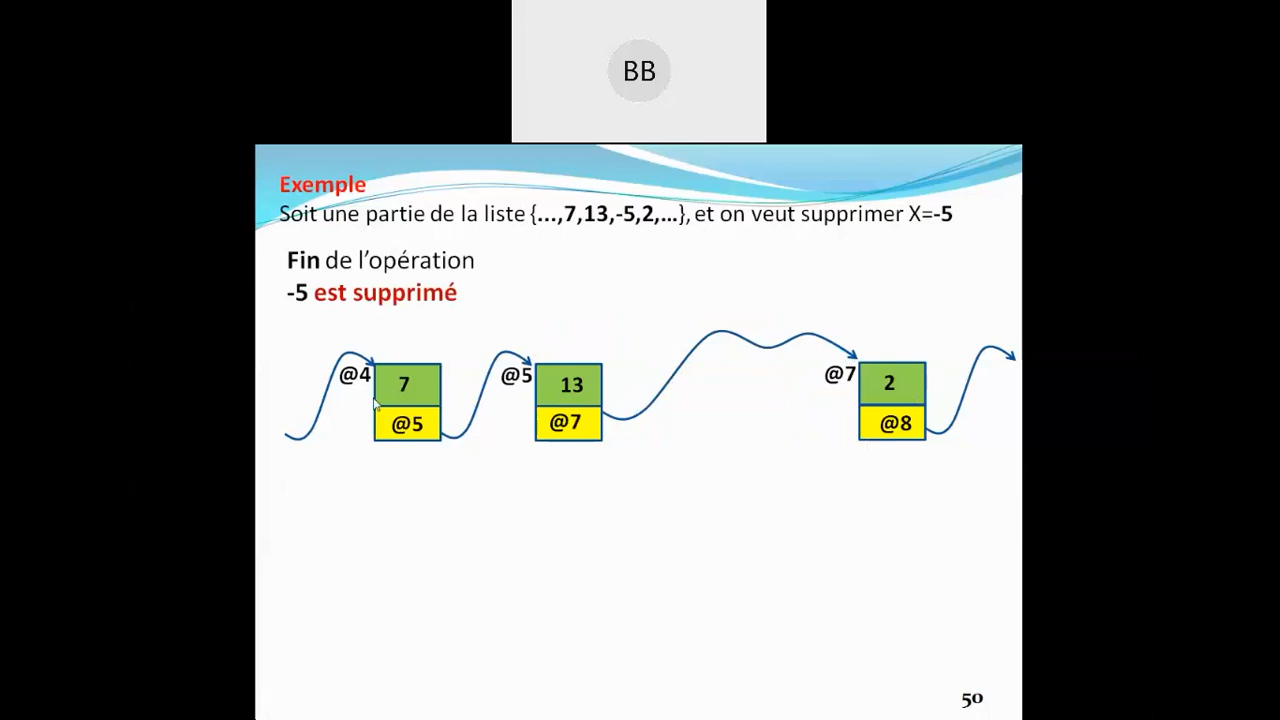 BB
Exemple
Soit une partie de la liste {...,7,13,-5,2,...}, et on veut supprimer X=-5
Fin de l’opération
-5 est supprimé
@4 7 @5 13 @7 2
@5 @7 @8
50